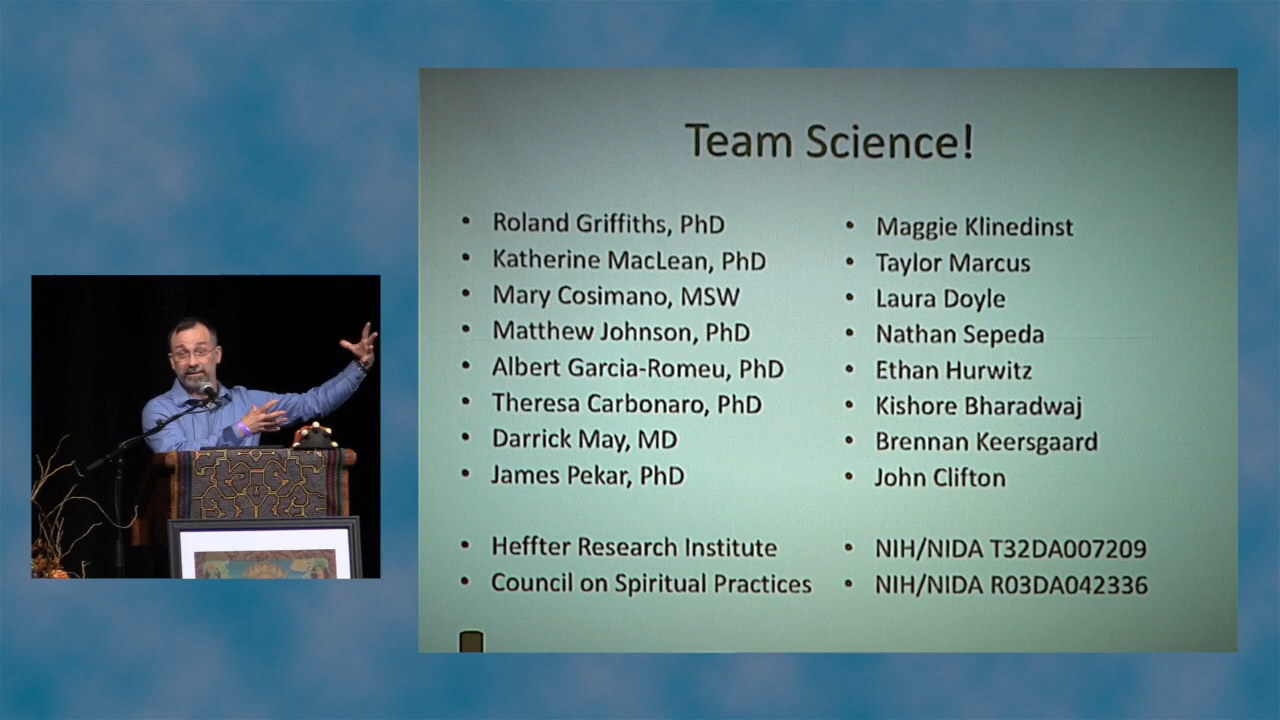 Team Science!
• Roland Griffiths, PhD
• Katherine MacLean, PhD
• Mary Cosimano, MSW
• Matthew Johnson, PhD
• Albert Garcia-Romeu, PhD
• Theresa Carbonaro, PhD
• Darrick May, MD
• James Pekar, PhD
• Heffter Research Institute
• Council on Spiritual Practices
• Maggie Klinedinst
• Taylor Marcus
• Laura Doyle
• Nathan Sepeda
• Ethan Hurwitz
• Kishore Bharadwaj
• Brennan Keersgaard
• John Clifton
• NIH/NIDA T32DA007209
• NIH/NIDA R03DA042336